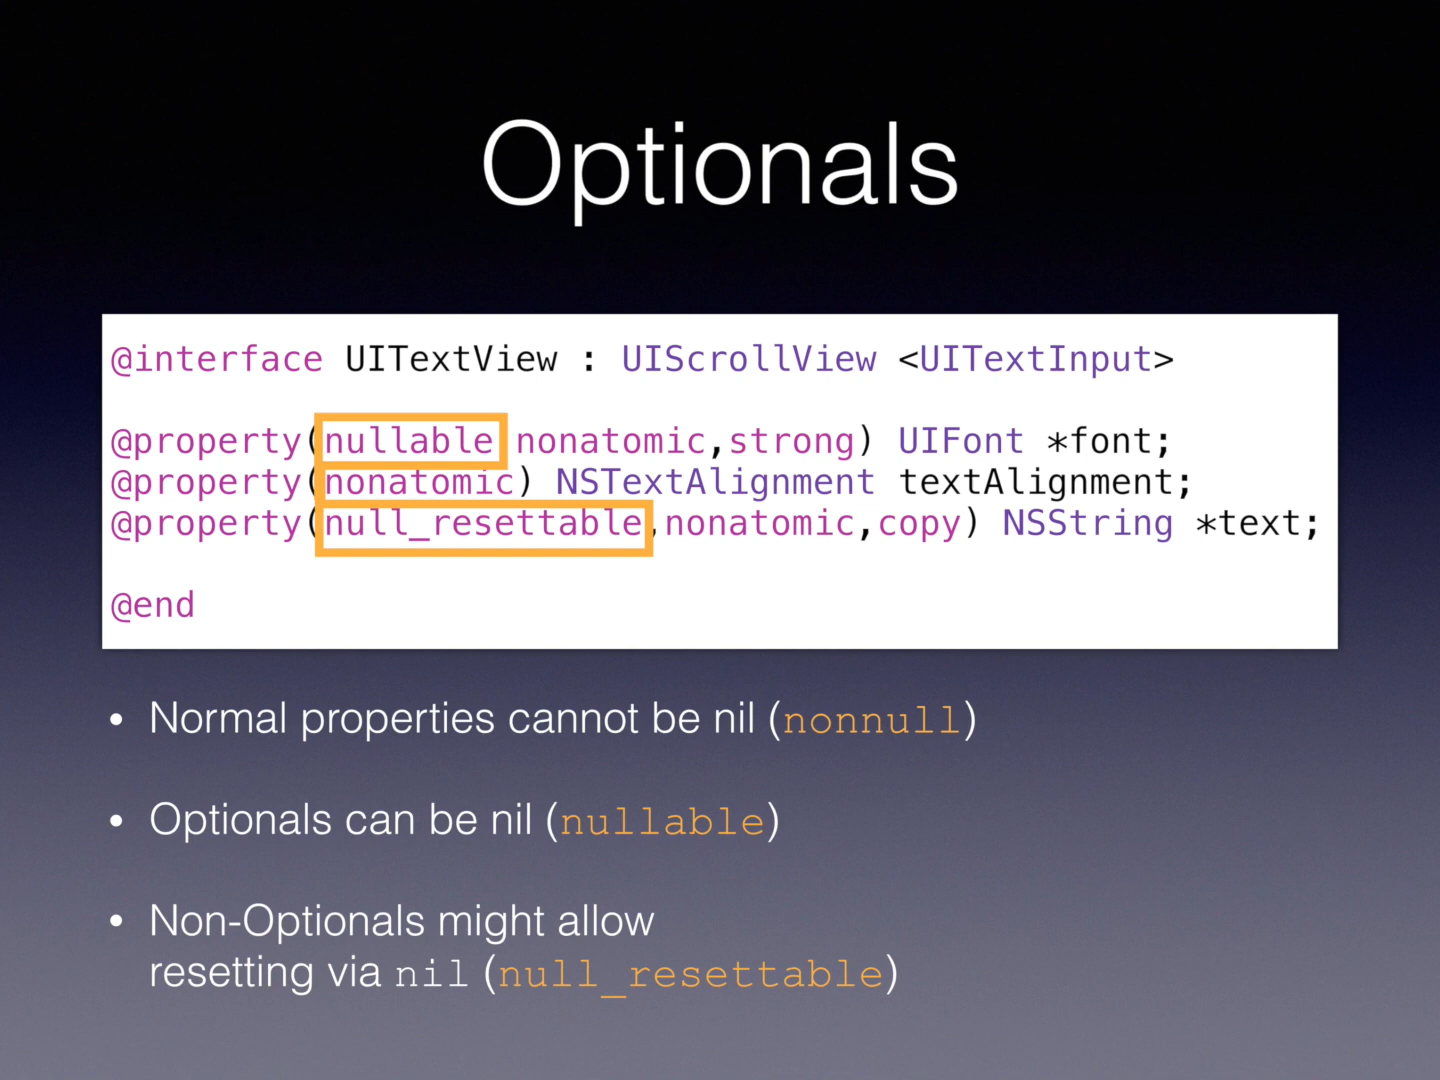 Optionals
@interface UITextView : UIScrollView <UITextInput>
@property(nullable nonatomic,strong) UIFont *font;
@property(nonatomic) NSTextAlignment textAlignment;
@property(null_resettable,nonatomic,copy) NSString *text;
@end
• Normal properties cannot be nil (nonnull)
• Optionals can be nil (nullable)
• Non-Optionals might allow
resetting via nil (null_resettable)